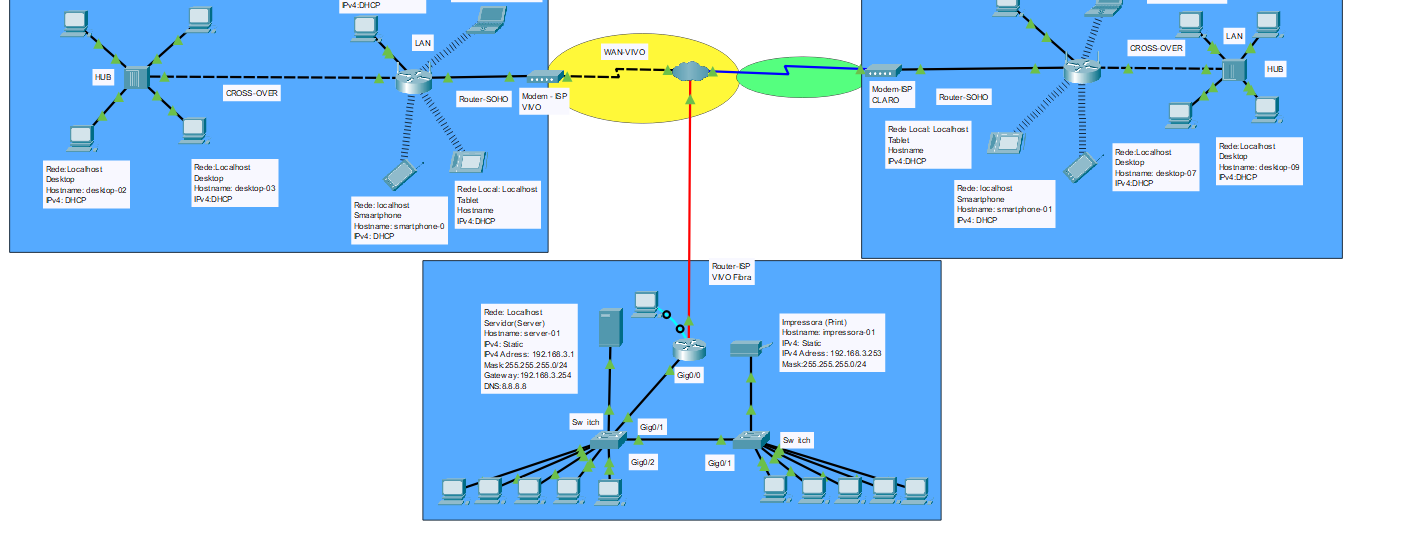 IPv4:DHCP
LAN
HUB
CROSS-OVER
Router-SOHO
Modem - ISP
VIVO
WAN-VIVO
Modem-ISP
CLARO
Router-SOHO
CROSS-OVER
LAN
HUB
Rede:Localhost
Desktop
Hostname: desktop-02
IPv4: DHCP
Rede:Localhost
Desktop
Hostname: desktop-03
IPv4:DHCP
Rede: localhost
Smaartphone
Hostname: smartphone-0
IPv4: DHCP
Rede Local: Localhost
Tablet
Hostname
IPv4:DHCP
Rede Local: Localhost
Tablet
Hostname
IPv4:DHCP
Rede: localhost
Smaartphone
Hostname: smartphone-01
IPv4: DHCP
Rede:Localhost
Desktop
Hostname: desktop-07
IPv4:DHCP
Rede:Localhost
Desktop
Hostname: desktop-09
IPv4:DHCP
Router-ISP
VIVO Fibra
Rede: Localhost
Servidor(Server)
Hostname: server-01
IPv4: Static
IPv4 Adress: 192.168.3.1
Mask:255.255.255.0/24
Gateway:192.168.3.254
DNS:8.8.8.8
Impressora (Print)
Hostname: impressora-01
IPv4: Static
IPv4 Adress: 192.168.3.253
Mask:255.255.255.0/24
Gig0/0
Switch
Gig0/1
Switch
Gig0/2
Gig0/1